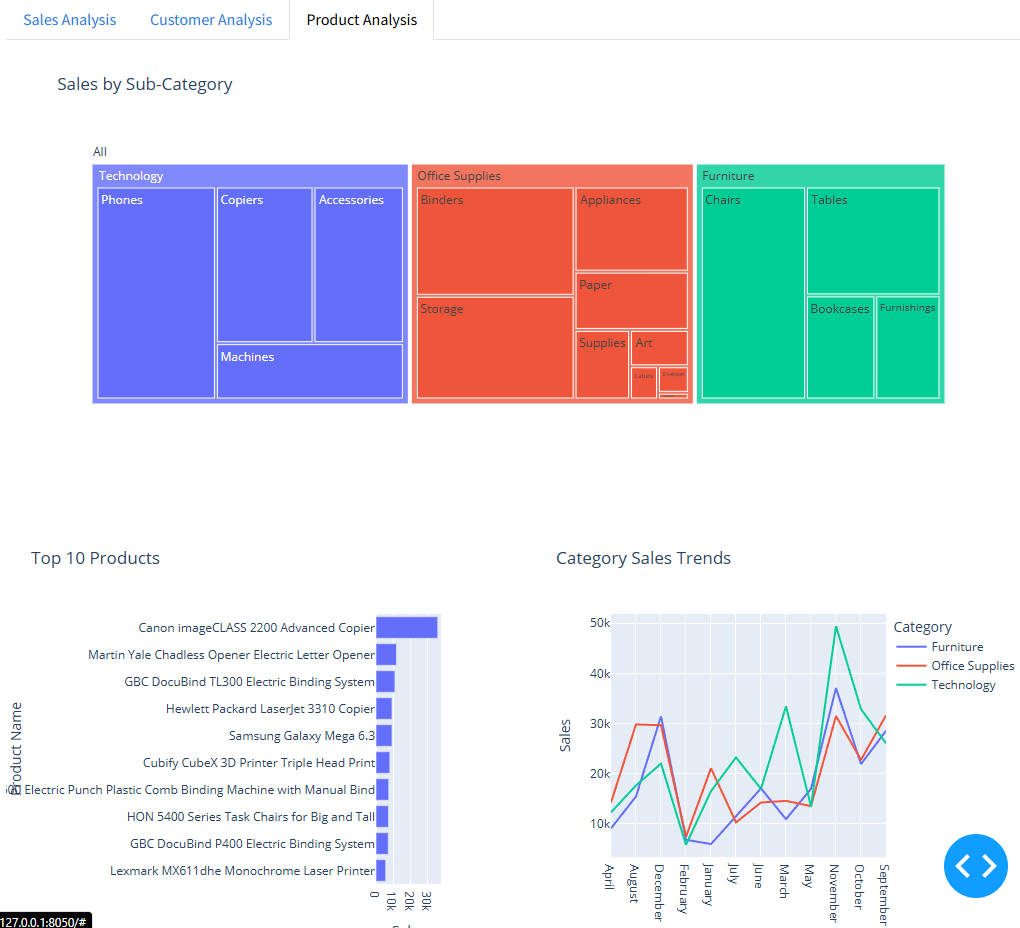 Sales Analysis
Customer Analysis
Product Analysis
Sales by Sub-Category
All
Technology
Office Supplies
Furniture
Phones
Copiers
Accessories
Binders
Appliances
Chairs
Tables
Paper
Storage
Bookcases
Furnishings
Supplies
Art
Machines
Labels
Top 10 Products
Category Sales Trends
Product Name
Canon imageCLASS 2200 Advanced Copier
Martin Yale Chadless Opener Electric Letter Opener
GBC DocuBind TL300 Electric Binding System
Hewlett Packard LaserJet 3310 Copier
Samsung Galaxy Mega 6.3
Cubify CubeX 3D Printer Triple Head Print
Electric Punch Plastic Comb Binding Machine with Manual Bind
HON 5400 Series Task Chairs for Big and Tall
GBC DocuBind P400 Electric Binding System
Lexmark MX611dhe Monochrome Laser Printer
0
10k
20k
30k
Sales
50k
40k
30k
20k
10k
April
August
December
February
January
July
June
March
May
November
October
September
Category
Furniture
Office Supplies
Technology
127.0.0.1:8050/#